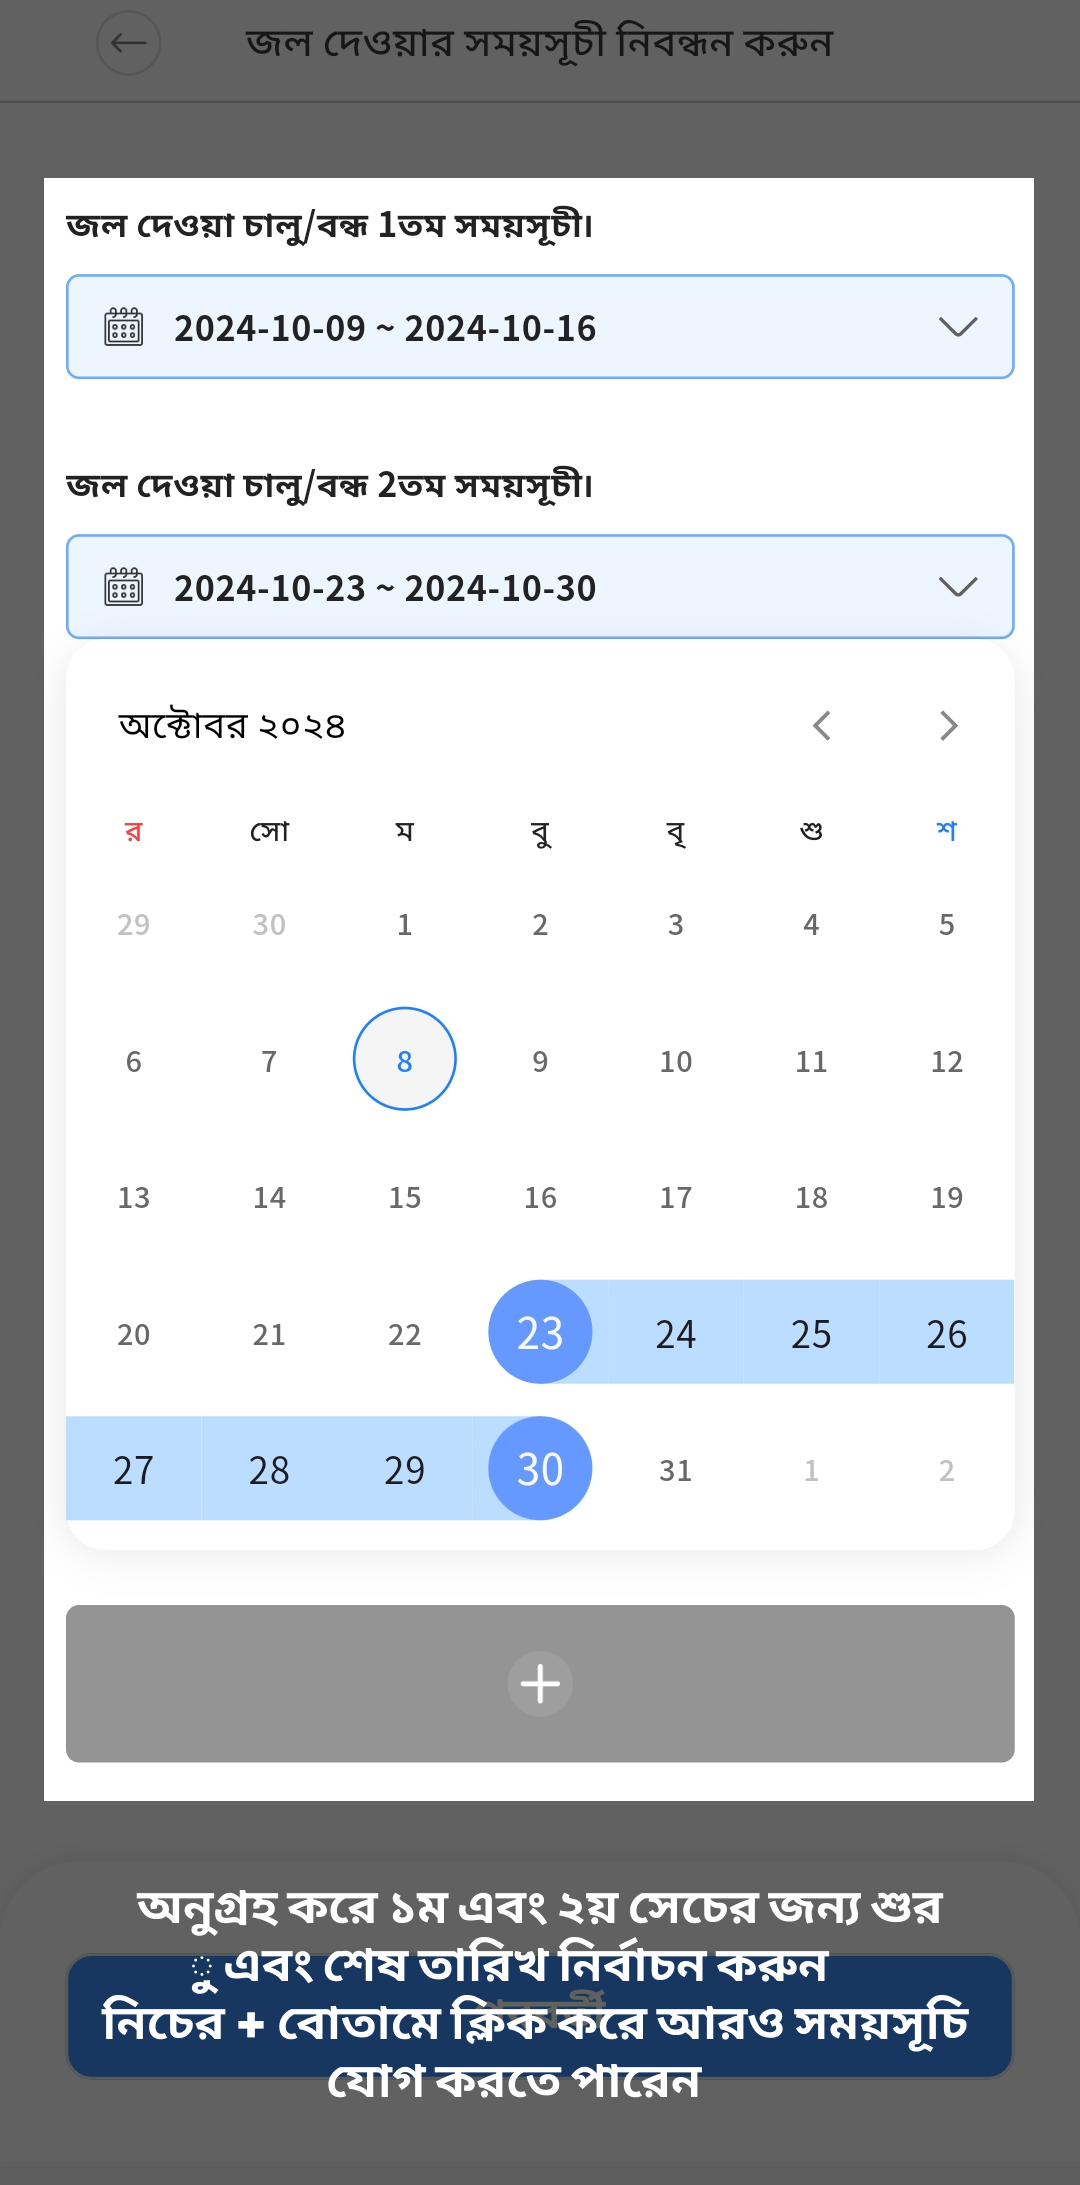 জল দেওয়ার সময়সূচী নিবন্ধন করুন
জল দেওয়া চালু/বন্ধ 1তম সময়সূচী।
2024-10-09 ~ 2024-10-16
জল দেওয়া চালু/বন্ধ 2তম সময়সূচী।
2024-10-23 ~ 2024-10-30
অক্টোবর ২০২৪
র সো ম বু বৃ শু শ
29 30 1 2 3 4 5
6 7 8 9 10 11 12
13 14 15 16 17 18 19
20 21 22 23 24 25 26
27 28 29 30 31 1 2
অনুগ্রহ করে ১ম এবং ২য় সেচের জন্য শুর
ু এবং শেষ তারিখ নির্বাচন করুন
নিচের + বোতামে ক্লিক করে আরও সময়সূচি
যোগ করতে পারেন